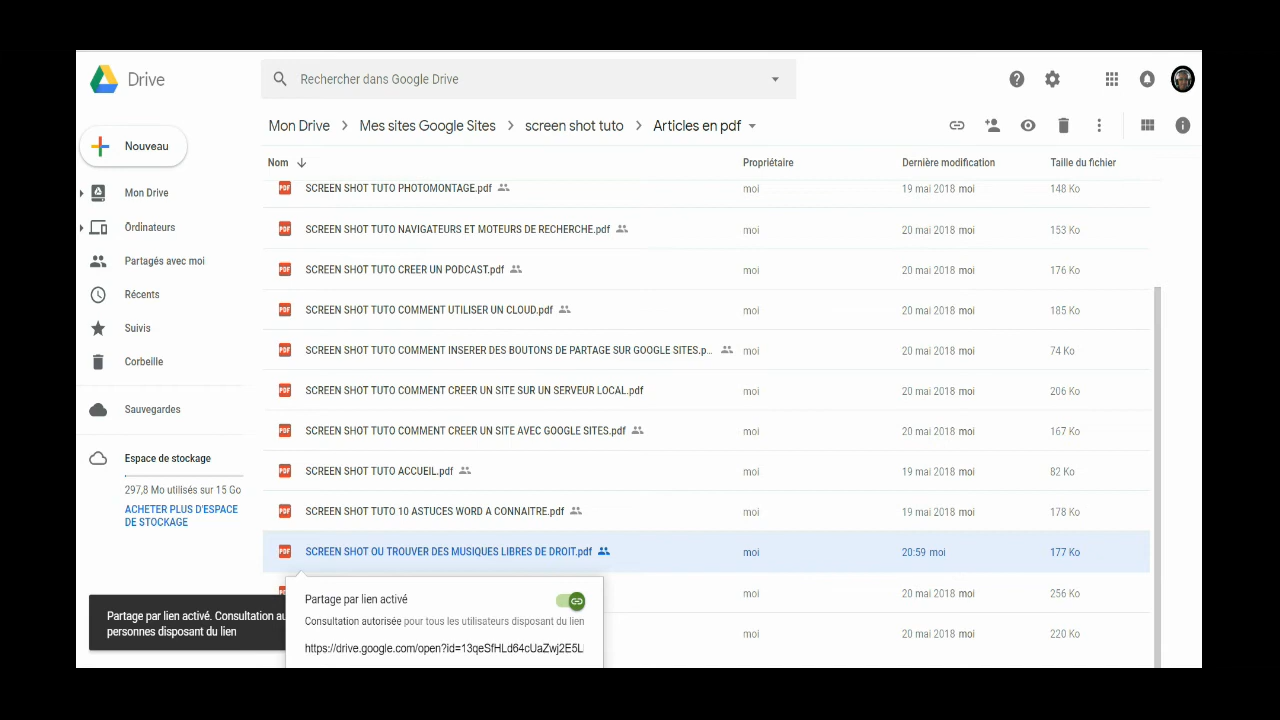 Drive
Rechercher dans Google Drive
Mon Drive > Mes sites Google Sites > screen shot tuto > Articles en pdf
Nouveau
Nom Propriétaire Dernière modification Taille du fichier
Mon Drive
Ordinateurs
Partagés avec moi
Récents
Suivis
Corbeille
Sauvegardes
Espace de stockage
297,8 Mo utilisés sur 15 Go
ACHETER PLUS D'ESPACE
DE STOCKAGE
PDF SCREEN SHOT TUTO PHOTOMONTAGE.pdf moi 19 mai 2018 moi 148 Ko
PDF SCREEN SHOT TUTO NAVIGATEURS ET MOTEURS DE RECHERCHE.pdf moi 20 mai 2018 moi 153 Ko
PDF SCREEN SHOT TUTO CREER UN PODCAST.pdf moi 20 mai 2018 moi 176 Ko
PDF SCREEN SHOT TUTO COMMENT UTILISER UN CLOUD.pdf moi 20 mai 2018 moi 185 Ko
PDF SCREEN SHOT TUTO COMMENT INSERER DES BOUTONS DE PARTAGE SUR GOOGLE SITES.p... moi 20 mai 2018 moi 74 Ko
PDF SCREEN SHOT TUTO COMMENT CREER UN SITE SUR UN SERVEUR LOCAL.pdf moi 20 mai 2018 moi 206 Ko
PDF SCREEN SHOT TUTO COMMENT CREER UN SITE AVEC GOOGLE SITES.pdf moi 20 mai 2018 moi 167 Ko
PDF SCREEN SHOT TUTO ACCUEIL.pdf moi 19 mai 2018 moi 82 Ko
PDF SCREEN SHOT TUTO 10 ASTUCES WORD A CONNAITRE.pdf moi 19 mai 2018 moi 178 Ko
PDF SCREEN SHOT OU TROUVER DES MUSIQUES LIBRES DE DROIT.pdf moi 20:59 moi 177 Ko
moi 20 mai 2018 moi 256 Ko
moi 20 mai 2018 moi 220 Ko
Partage par lien activé. Consultation au
personnes disposant du lien
Partage par lien activé
Consultation autorisée pour tous les utilisateurs disposant du lien
https://drive.google.com/open?id=13qeSfHLd64cUaZwj2E5L